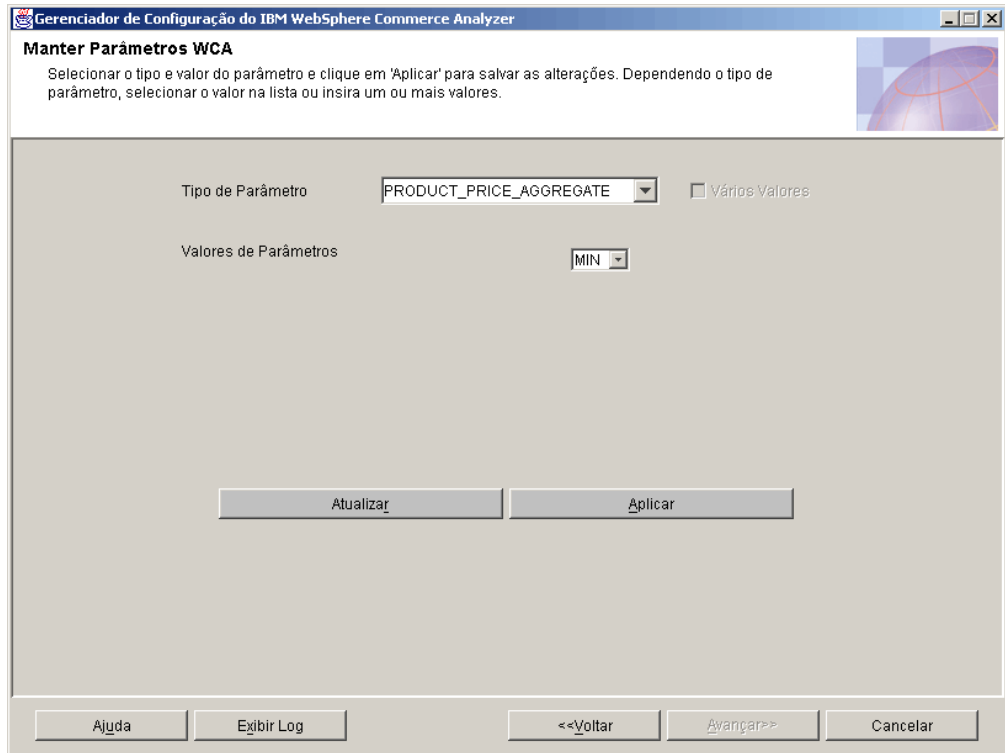 Gerenciador de Configuração do IBM WebSphere Commerce Analyzer
Manter Parâmetros WCA
Selecionar o tipo e valor do parâmetro e clique em 'Aplicar' para salvar as alterações. Dependendo o tipo de
parâmetro, selecionar o valor na lista ou insira um ou mais valores.
Tipo de Parâmetro PRODUCT_PRICE_AGGREGATE Vários Valores
Valores de Parâmetros MIN
Atualizar Aplicar
Ajuda Exibir Log <<Voltar Avançar>> Cancelar